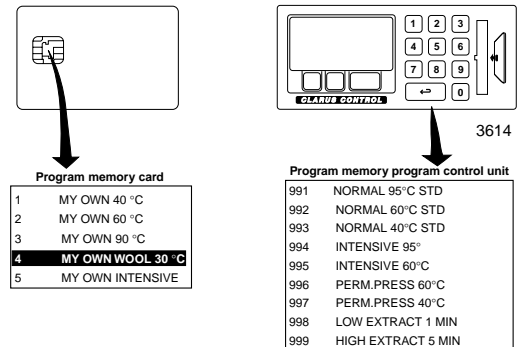 1 2 3
4 5 6
7 8 9
0
CLARUS CONTROL
3614
Program memory card
1 MY OWN 40 °C
2 MY OWN 60 °C
3 MY OWN 90 °C
4 MY OWN WOOL 30 °C
5 MY OWN INTENSIVE
Program memory program control unit
991 NORMAL 95°C STD
992 NORMAL 60°C STD
993 NORMAL 40°C STD
994 INTENSIVE 95°
995 INTENSIVE 60°C
996 PERM.PRESS 60°C
997 PERM.PRESS 40°C
998 LOW EXTRACT 1 MIN
999 HIGH EXTRACT 5 MIN